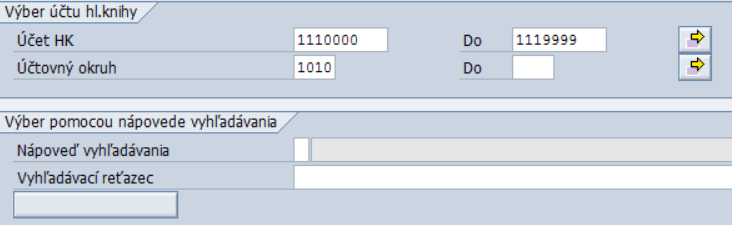 Výber účtu hl.knihy
Účet HK 1110000 Do 1119999
Účtovný okruh 1010 Do
Výber pomocou nápovede vyhľadávania
Nápoveď vyhľadávania
Vyhľadávací reťazec